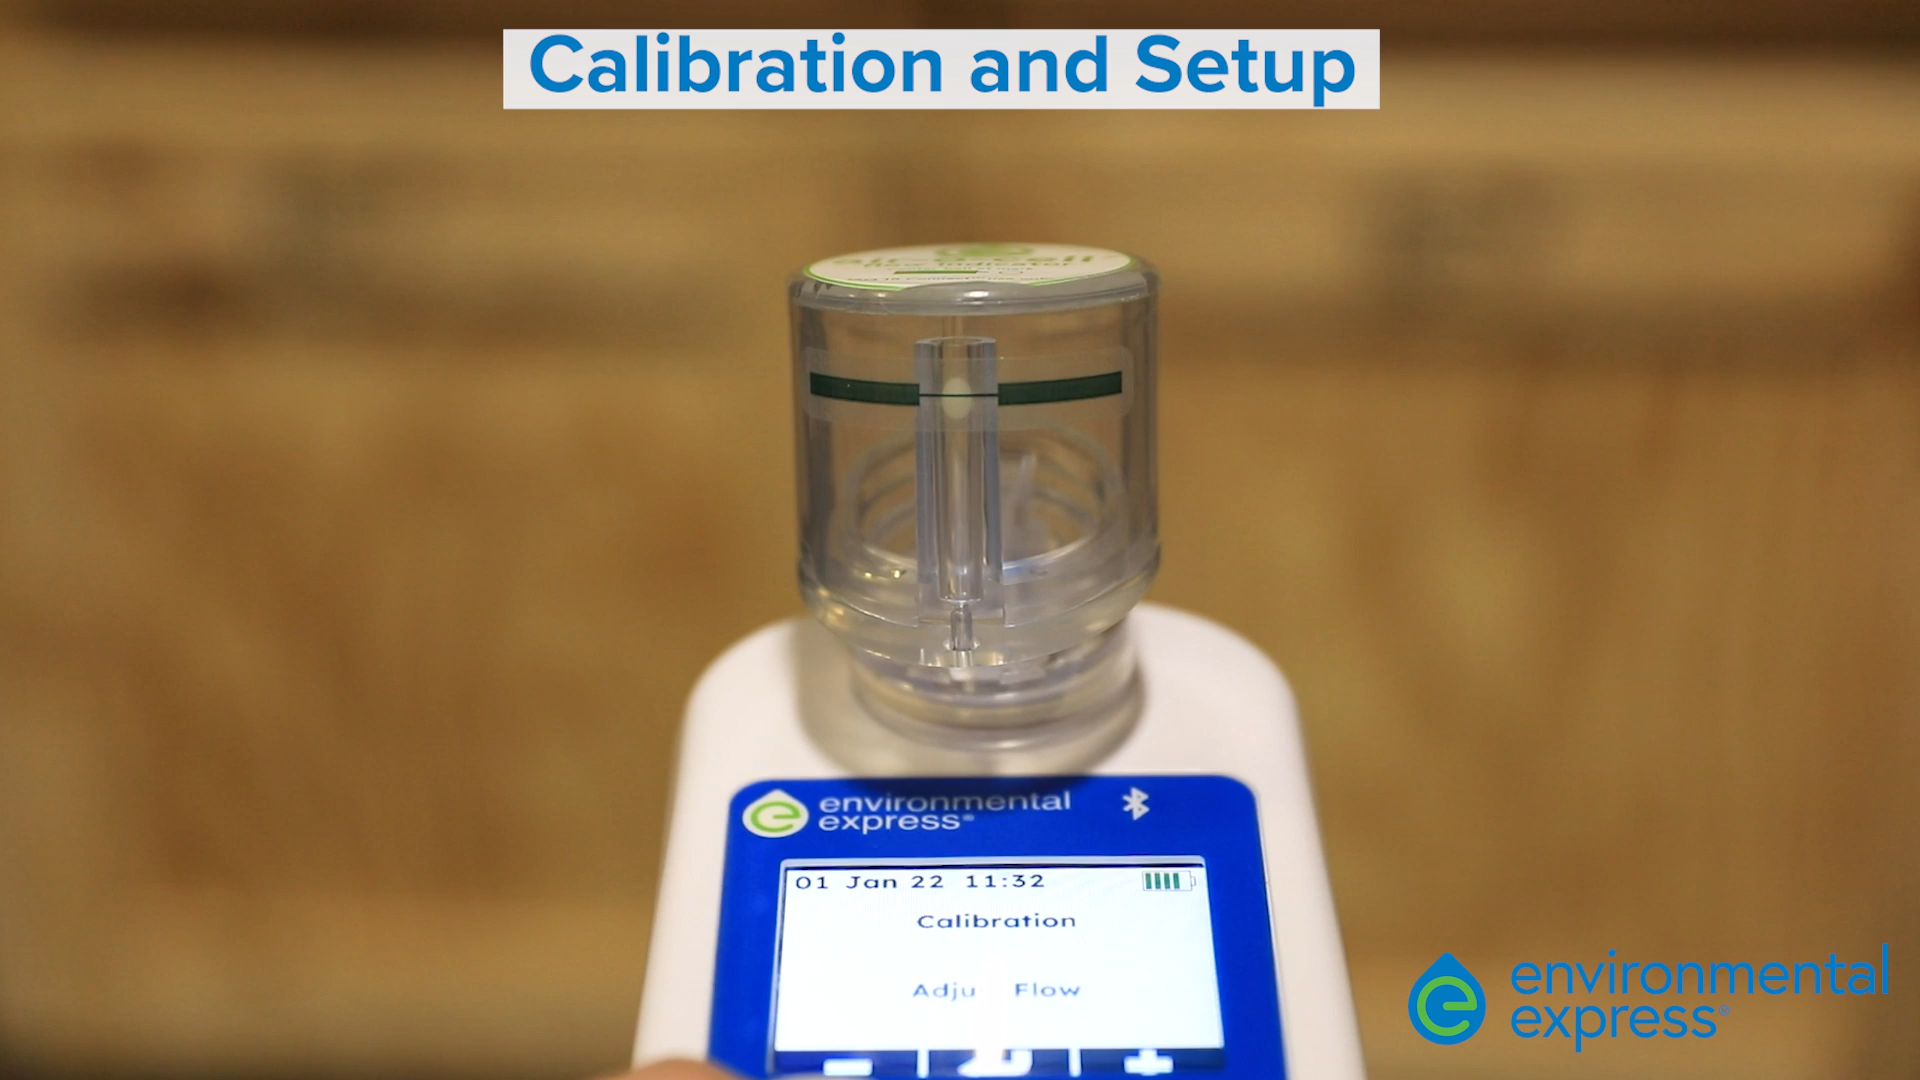 Calibration and Setup
environmental
express®
01 Jan 22 11:32
Calibration
Adju Flow
environmental
express®